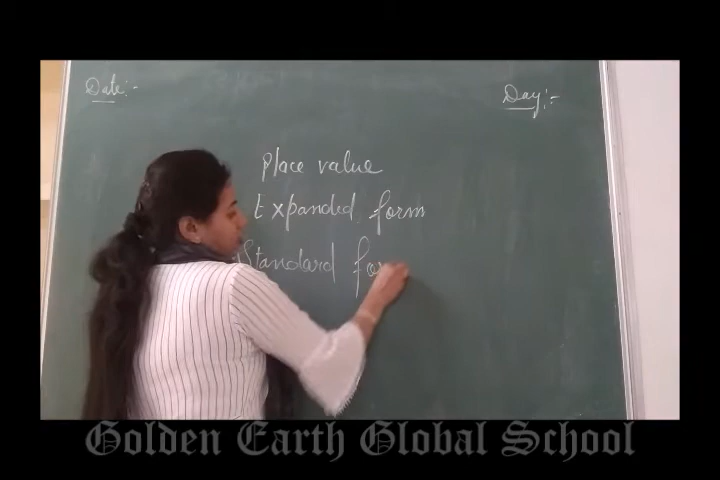 Date:-
Day:-
Place value
Expanded form
Standard for
Golden Earth Global School